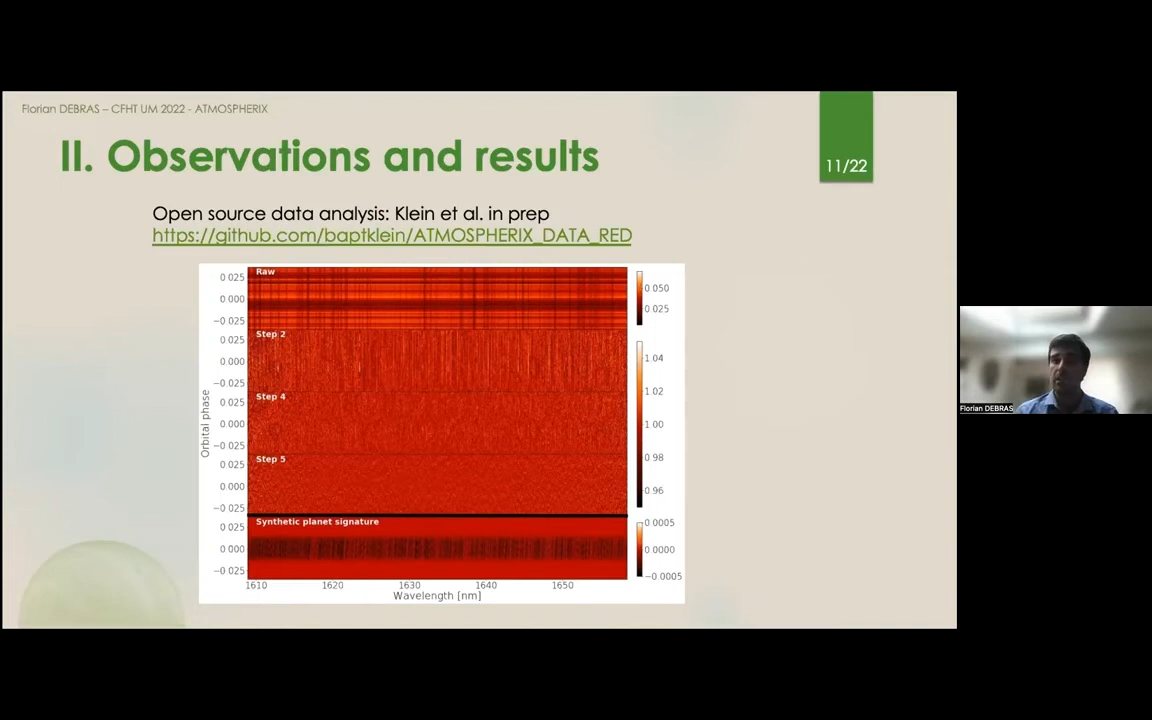 Florian DEBRAS – CFHT UM 2022 - ATMOSPHERIX
II. Observations and results
11/22
Open source data analysis: Klein et al. in prep
https://github.com/baptklein/ATMOSPHERIX_DATA_RED
Raw
0 025
0 000
−0 025
0 050
0 025
Step 2
0 025
0 000
−0 025
Step 4
0 025
0 000
−0 025
Step 5
0 025
0 000
−0 025
1 04
1 02
1 00
0 98
0 96
Synthetic planet signature
0 025
0 000
−0 025
0 0005
0 0000
−0 0005
Orbital phase
1610 1620 1630 1640 1650
Wavelength [nm]
Florian DEBRAS